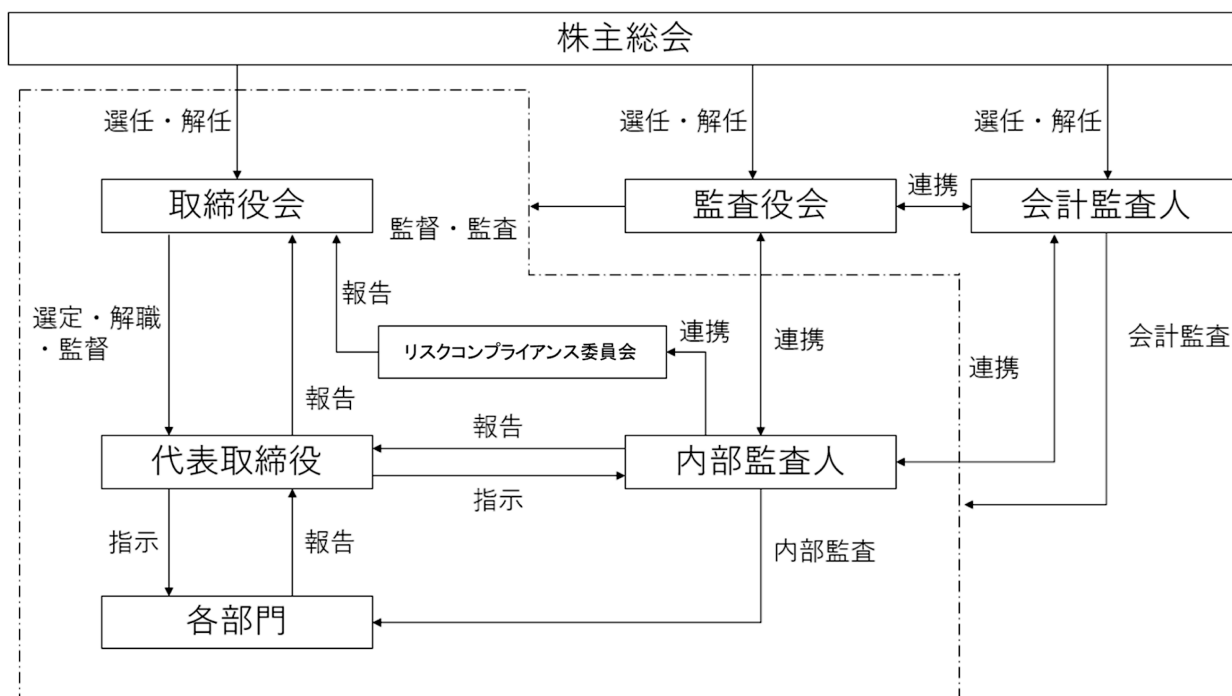 株主総会
選任・解任
選任・解任
選任・解任
取締役会
監査役会
連携
会計監査人
監督・監査
選定・解職
・監督
報告
リスクコンプライアンス委員会
連携
連携
連携
会計監査
報告
代表取締役
報告
指示
内部監査人
指示
報告
内部監査
各部門